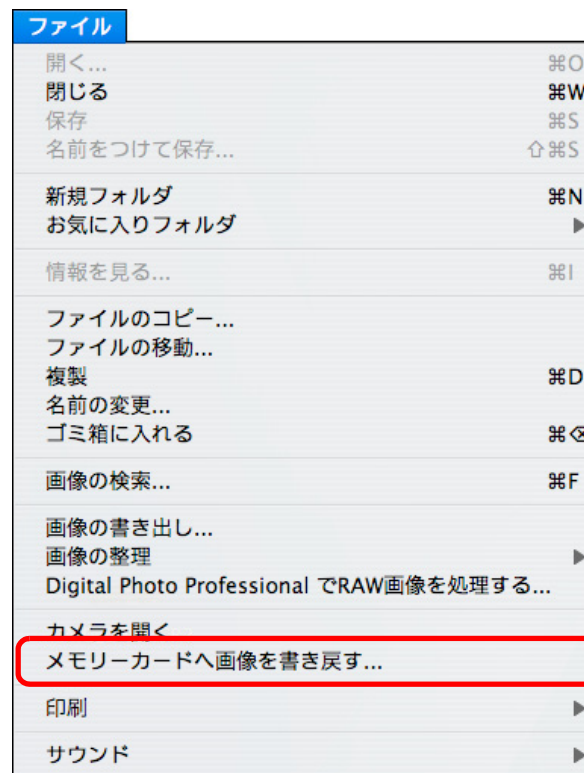 ファイル
開く... ⌘O
閉じる ⌘W
保存 ⌘S
名前をつけて保存... ⇧⌘S
新規フォルダ ⌘N
お気に入りフォルダ ▶
情報を見る... ⌘I
ファイルのコピー...
ファイルの移動...
複製 ⌘D
名前の変更...
ゴミ箱に入れる ⌘⌫
画像の検索... ⌘F
画像の書き出し...
画像の整理 ▶
Digital Photo Professional でRAW画像を処理する...
カメラを開く
メモリーカードへ画像を書き戻す...
印刷 ▶
サウンド ▶